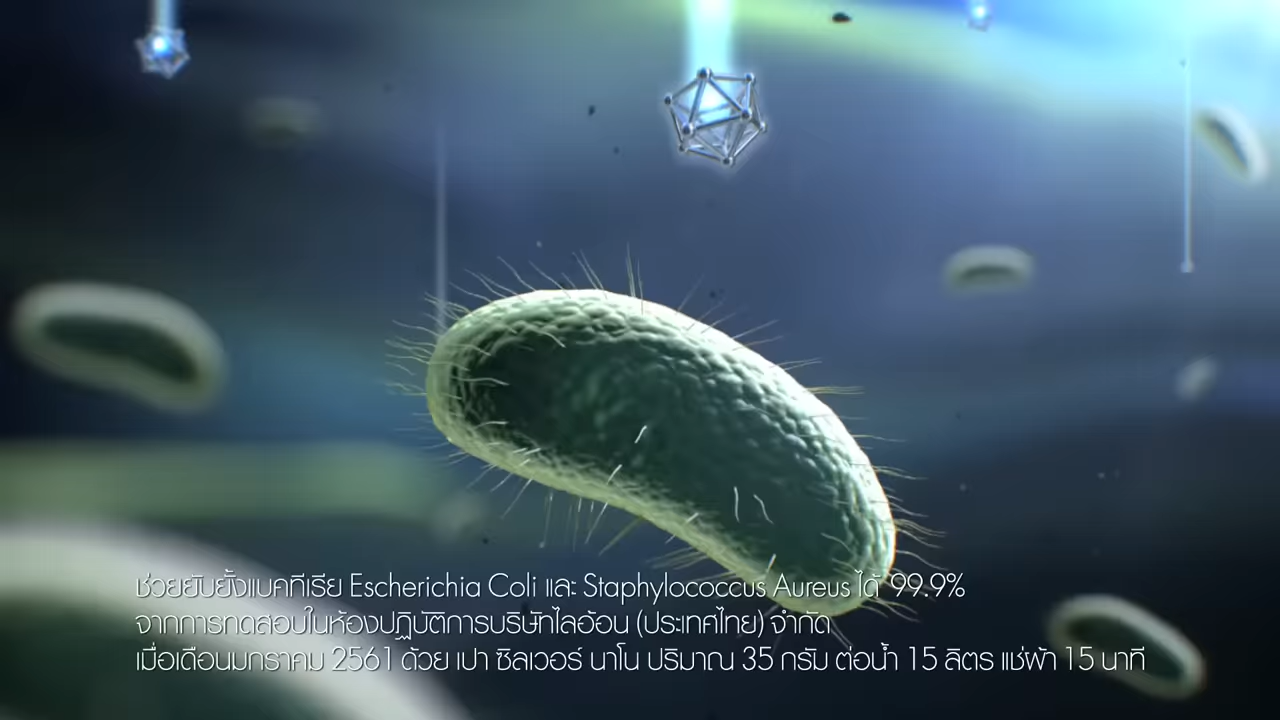 ช่วยยับยั้งแบคทีเรีย Escherichia Coli และ Staphylococcus Aureus ได้ 99.9%
จากการทดสอบในห้องปฏิบัติการบริษัทไลอ้อน (ประเทศไทย) จำกัด
เมื่อเดือนมกราคม 2561 ด้วย เปา ซิลเวอร์ นาโน ปริมาณ 35 กรัม ต่อน้ำ 15 ลิตร แช่ผ้า 15 นาที